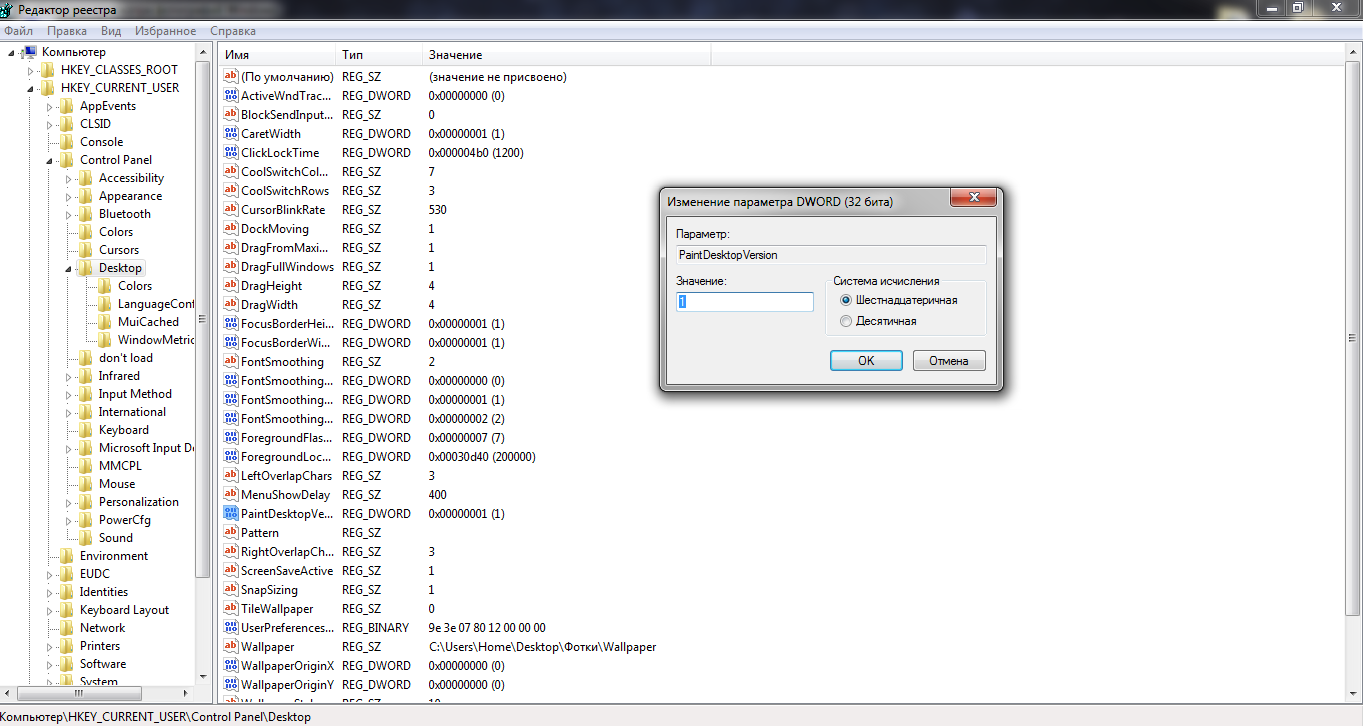 Редактор реестра
Файл Правка Вид Избранное Справка
Компьютер
HKEY_CLASSES_ROOT
HKEY_CURRENT_USER
AppEvents
CLSID
Console
Control Panel
Accessibility
Appearance
Bluetooth
Colors
Cursors
Desktop
Colors
LanguageConf
MuiCached
WindowMetric
don't load
Infrared
Input Method
International
Keyboard
Microsoft Input De
MMCPL
Mouse
Personalization
PowerCfg
Sound
Environment
EUDC
Identities
Keyboard Layout
Network
Printers
Software
System
Имя Тип Значение
(По умолчанию) REG_SZ (значение не присвоено)
ActiveWndTrac... REG_DWORD 0x00000000 (0)
BlockSendInput... REG_SZ 0
CaretWidth REG_DWORD 0x00000001 (1)
ClickLockTime REG_DWORD 0x000004b0 (1200)
CoolSwitchCol... REG_SZ 7
CoolSwitchRows REG_SZ 3
CursorBlinkRate REG_SZ 530
DockMoving REG_SZ 1
DragFromMaxi... REG_SZ 1
DragFullWindows REG_SZ 1
DragHeight REG_SZ 4
DragWidth REG_SZ 4
FocusBorderHei... REG_DWORD 0x00000001 (1)
FocusBorderWi... REG_DWORD 0x00000001 (1)
FontSmoothing REG_SZ 2
FontSmoothing... REG_DWORD 0x00000000 (0)
FontSmoothing... REG_DWORD 0x00000001 (1)
FontSmoothing... REG_DWORD 0x00000002 (2)
ForegroundFlas... REG_DWORD 0x00000007 (7)
ForegroundLoc... REG_DWORD 0x00030d40 (200000)
LeftOverlapChars REG_SZ 3
MenuShowDelay REG_SZ 400
PaintDesktopVe... REG_DWORD 0x00000001 (1)
Pattern REG_SZ
RightOverlapCh... REG_SZ 3
ScreenSaveActive REG_SZ 1
SnapSizing REG_SZ 1
TileWallpaper REG_SZ 0
UserPreferences... REG_BINARY 9e 3e 07 80 12 00 00 00
Wallpaper REG_SZ C:\Users\Home\Desktop\Фотки\Wallpaper
WallpaperOriginX REG_DWORD 0x00000000 (0)
WallpaperOriginY REG_DWORD 0x00000000 (0)
Изменение параметра DWORD (32 бита)
Параметр:
PaintDesktopVersion
Значение:
1
Система исчисления
Шестнадцатеричная
Десятичная
OK Отмена
Компьютер\HKEY_CURRENT_USER\Control Panel\Desktop